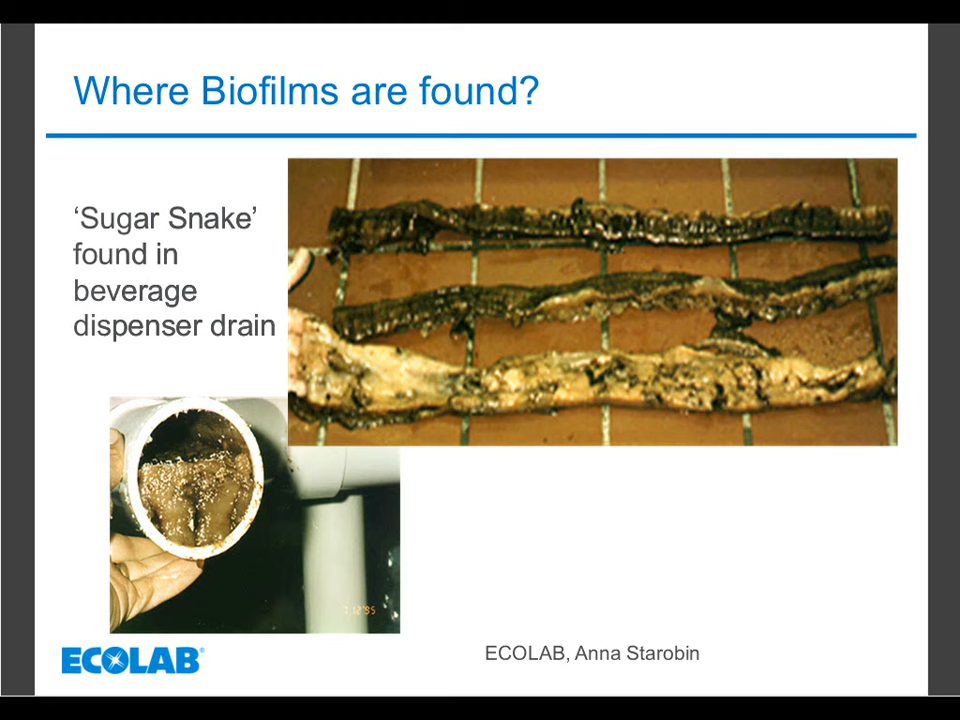 Where Biofilms are found?
‘Sugar Snake’
found in
beverage
dispenser drain
ECOLAB
ECOLAB, Anna Starobin